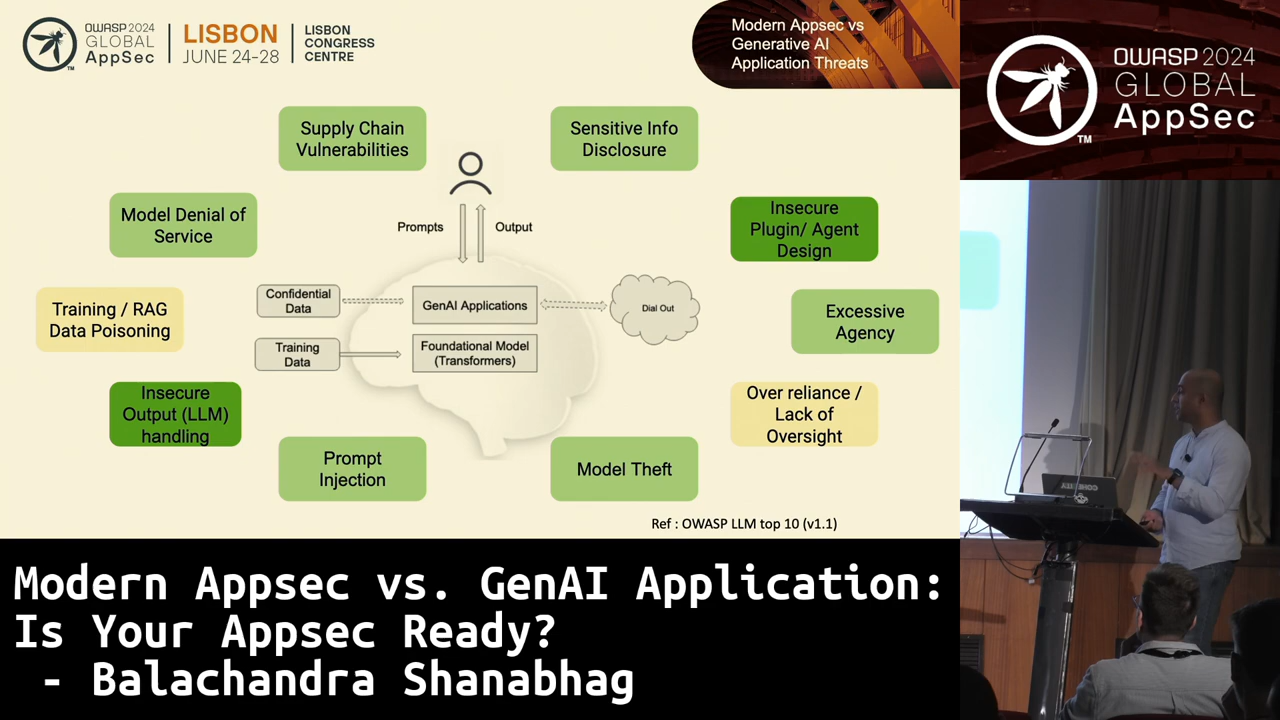 OWASP 2024
GLOBAL
AppSec
TM
LISBON
JUNE 24-28
LISBON
CONGRESS
CENTRE
Modern Appsec vs
Generative AI
Application Threats
OWASP 2024
GLOBAL
AppSec
TM
Supply Chain
Vulnerabilities
Sensitive Info
Disclosure
Model Denial of
Service
Prompts
Output
Insecure
Plugin/ Agent
Design
Training / RAG
Data Poisoning
Confidential
Data
GenAI Applications
Dial Out
Excessive
Agency
Training
Data
Foundational Model
(Transformers)
Insecure
Output (LLM)
handling
Over reliance /
Lack of
Oversight
Prompt
Injection
Model Theft
Ref : OWASP LLM top 10 (v1.1)
COHESITY
Modern Appsec vs. GenAI Application:
Is Your Appsec Ready?
- Balachandra Shanabhag